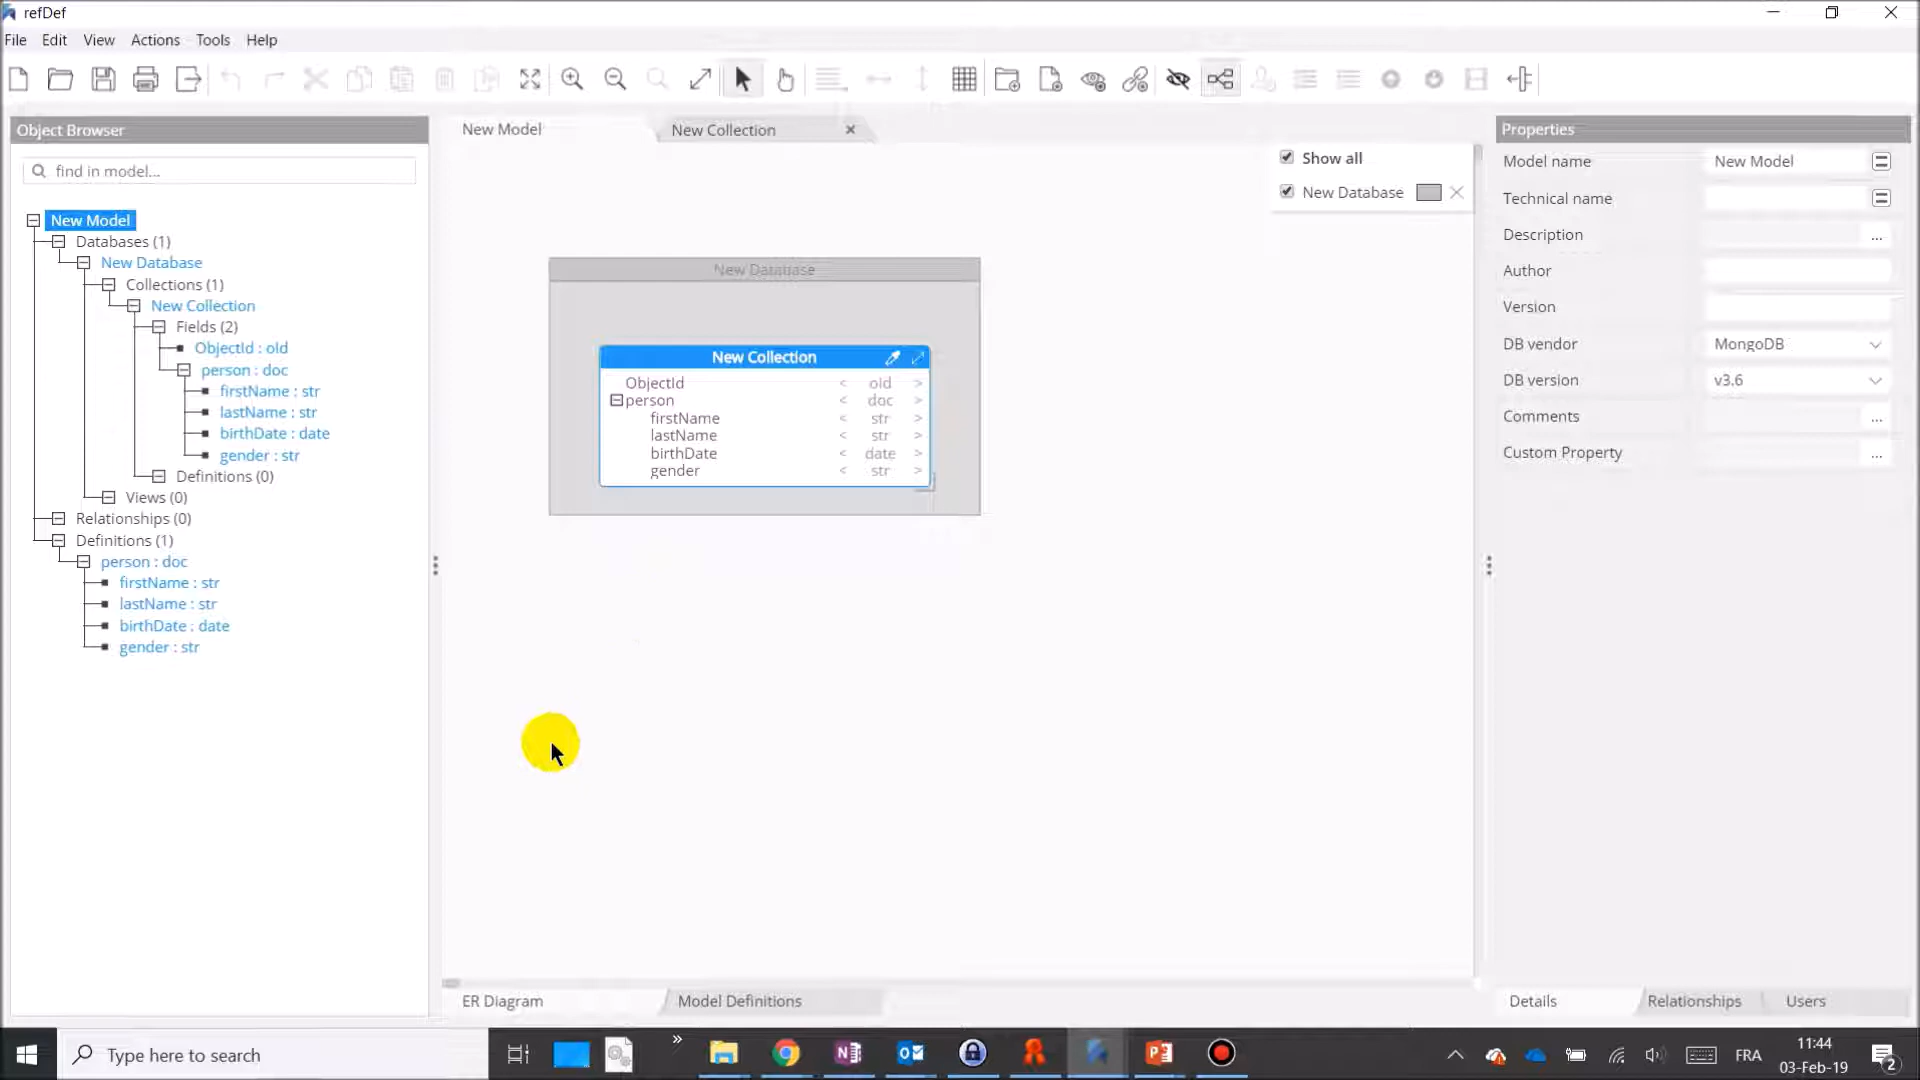 refDef
File Edit View Actions Tools Help
Object Browser
find in model...
New Model
Databases (1)
New Database
Collections (1)
New Collection
Fields (2)
ObjectId : oId
person : doc
firstName : str
lastName : str
birthDate : date
gender : str
Definitions (0)
Views (0)
Relationships (0)
Definitions (1)
person : doc
firstName : str
lastName : str
birthDate : date
gender : str
New Model
New Collection
Show all
New Database
New Database
New Collection
ObjectId < oId >
person < doc >
firstName < str >
lastName < str >
birthDate < date >
gender < str >
ER Diagram
Model Definitions
Properties
Model name New Model
Technical name
Description ...
Author
Version
DB vendor MongoDB
DB version v3.6
Comments ...
Custom Property ...
Details
Relationships
Users
Type here to search
»
FRA
11:44
03-Feb-19
2